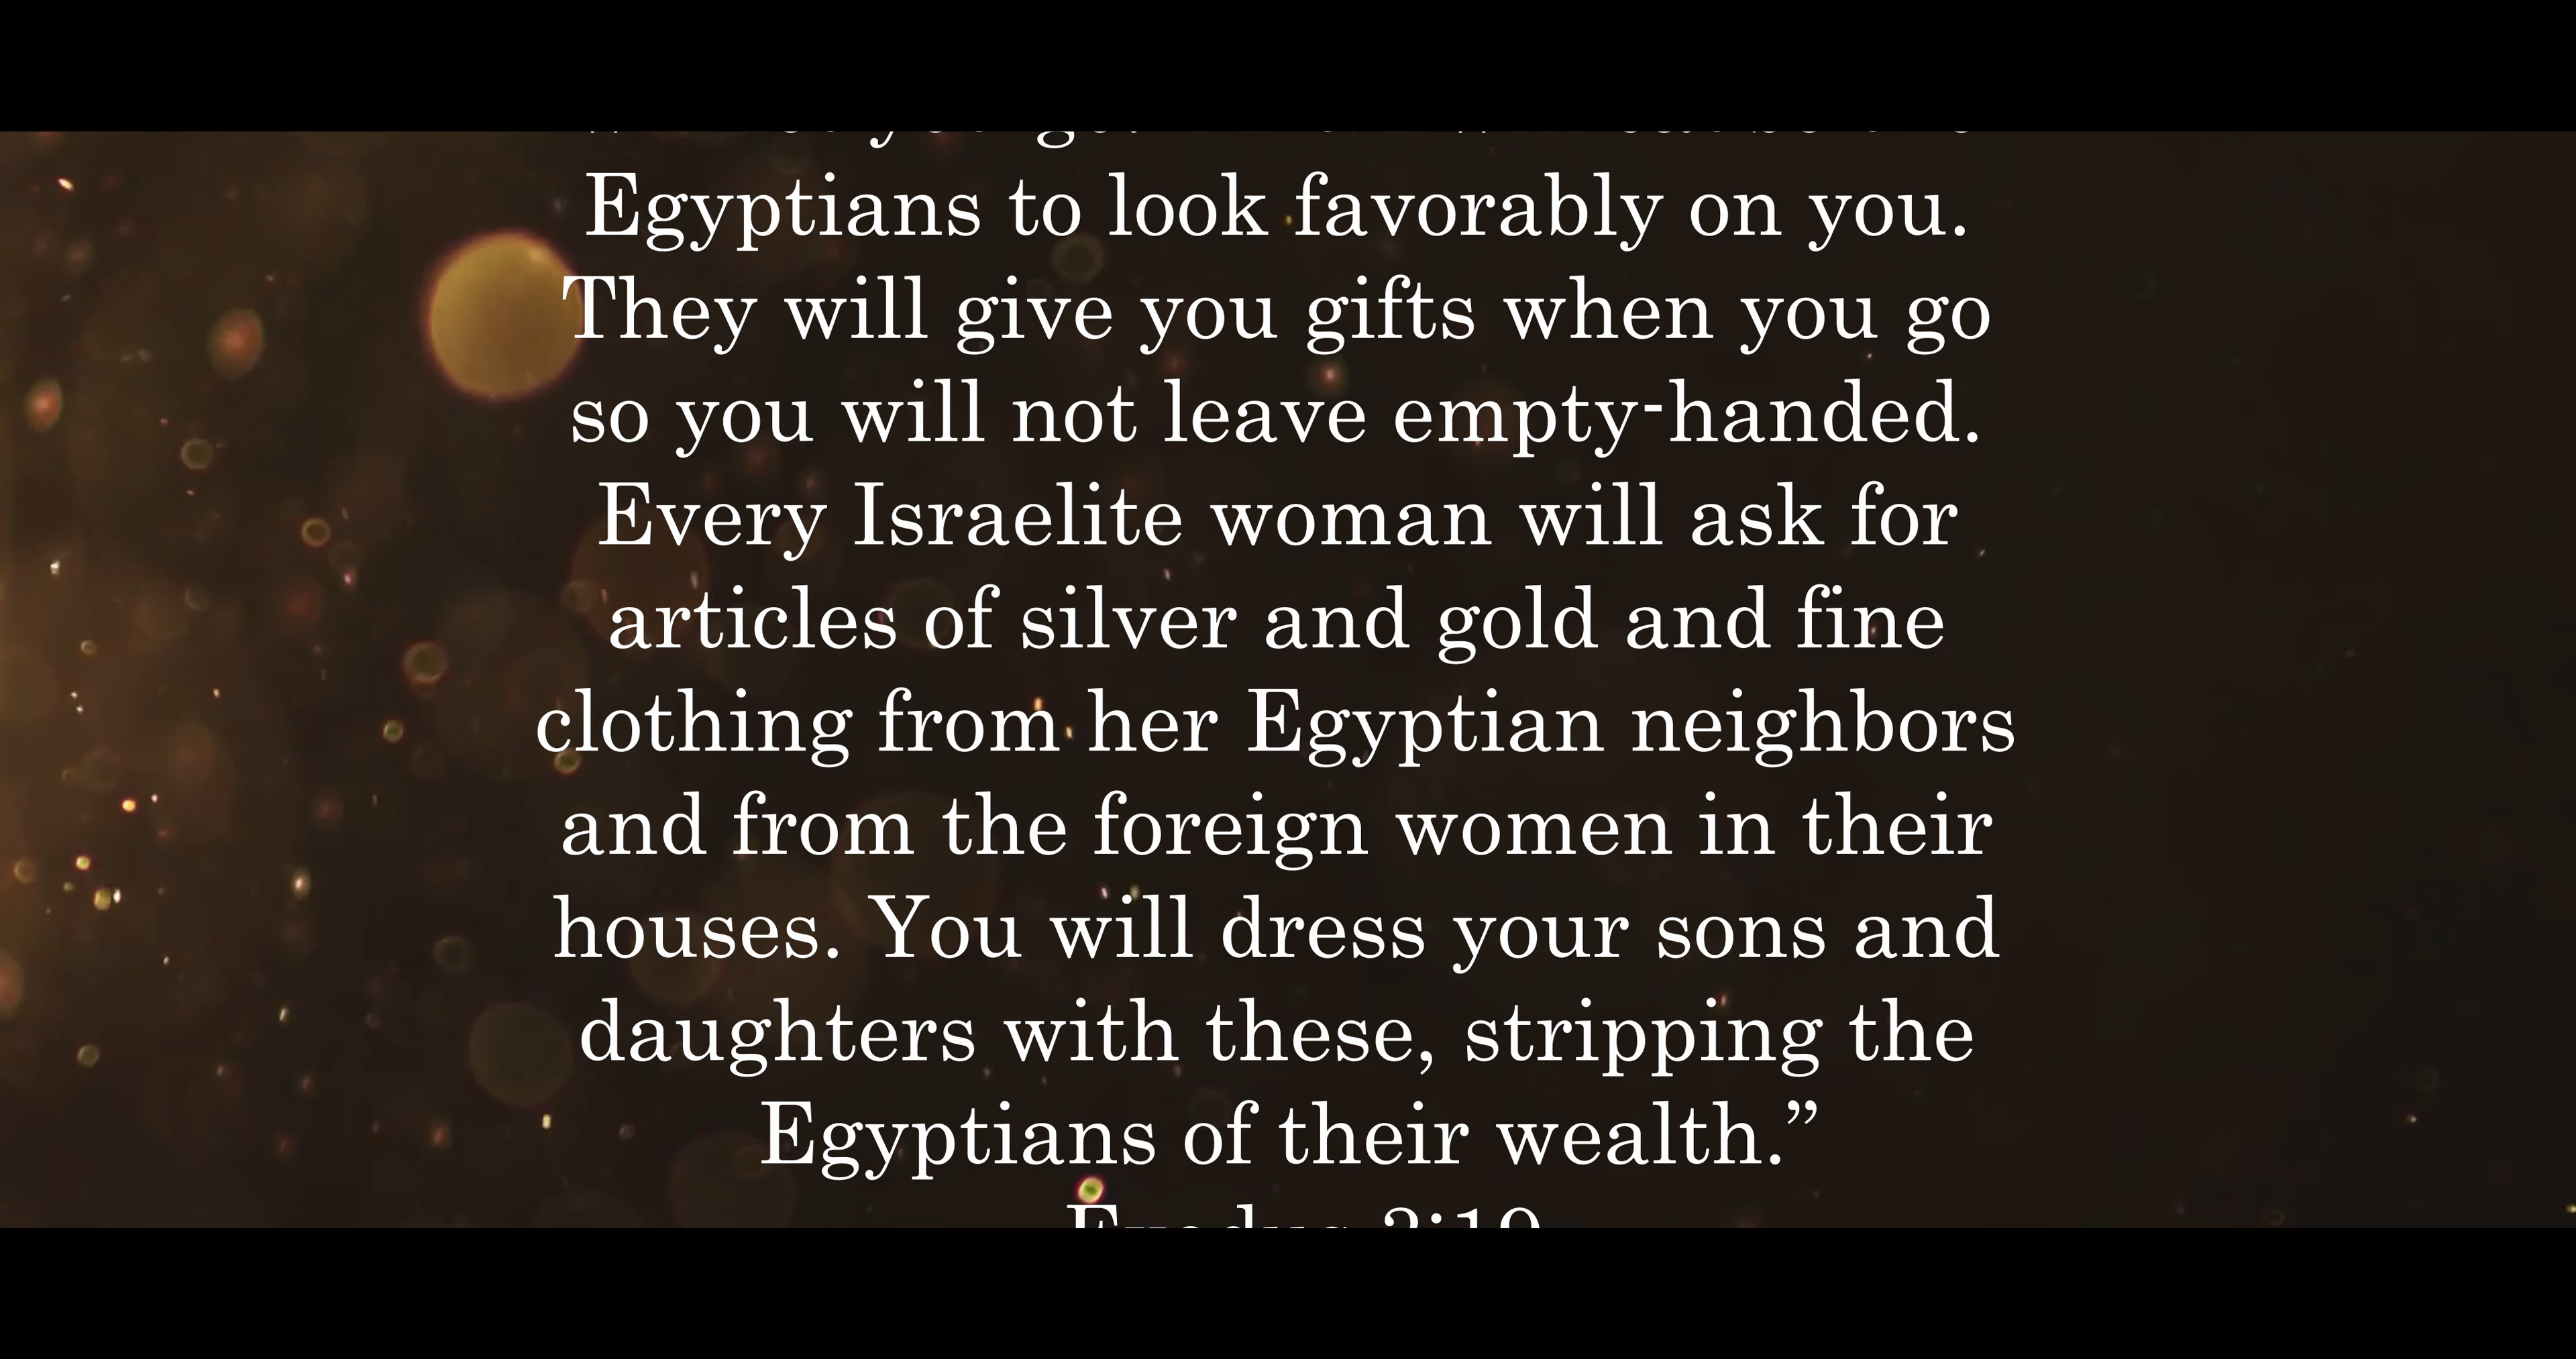 Egyptians to look favorably on you.
They will give you gifts when you go
so you will not leave empty-handed.
Every Israelite woman will ask for
articles of silver and gold and fine
clothing from her Egyptian neighbors
and from the foreign women in their
houses. You will dress your sons and
daughters with these, stripping the
Egyptians of their wealth.”
Exodus 3:19